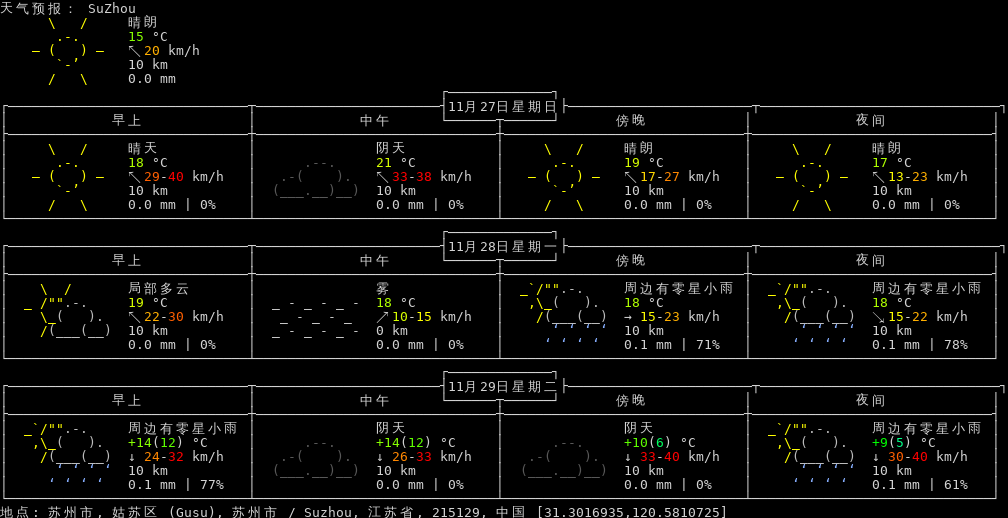 天气预报: SuZhou
晴朗
15 °C
↖20 km/h
10 km
0.0 mm
11月27日星期日
早上 中午 傍晚 夜间
晴天 阴天 晴朗 晴朗
18 °C 21 °C 19 °C 17 °C
↖29-40 km/h ↖33-38 km/h ↖17-27 km/h ↖13-23 km/h
10 km 10 km 10 km 10 km
0.0 mm | 0% 0.0 mm | 0% 0.0 mm | 0% 0.0 mm | 0%
11月28日星期一
早上 中午 傍晚 夜间
局部多云 雾 周边有零星小雨 周边有零星小雨
19 °C 18 °C 18 °C 18 °C
↖22-30 km/h ↗10-15 km/h → 15-23 km/h ↘15-22 km/h
10 km 0 km 10 km 10 km
0.0 mm | 0% 0.0 mm | 0% 0.1 mm | 71% 0.1 mm | 78%
11月29日星期二
早上 中午 傍晚 夜间
周边有零星小雨 阴天 阴天 周边有零星小雨
+14(12) °C +14(12) °C +10(6) °C +9(5) °C
↓ 24-32 km/h ↓ 26-33 km/h ↓ 33-40 km/h ↓ 30-40 km/h
10 km 10 km 10 km 10 km
0.1 mm | 77% 0.0 mm | 0% 0.0 mm | 0% 0.1 mm | 61%
地点: 苏州市, 姑苏区 (Gusu), 苏州市 / Suzhou, 江苏省, 215129, 中国 [31.3016935,120.5810725]